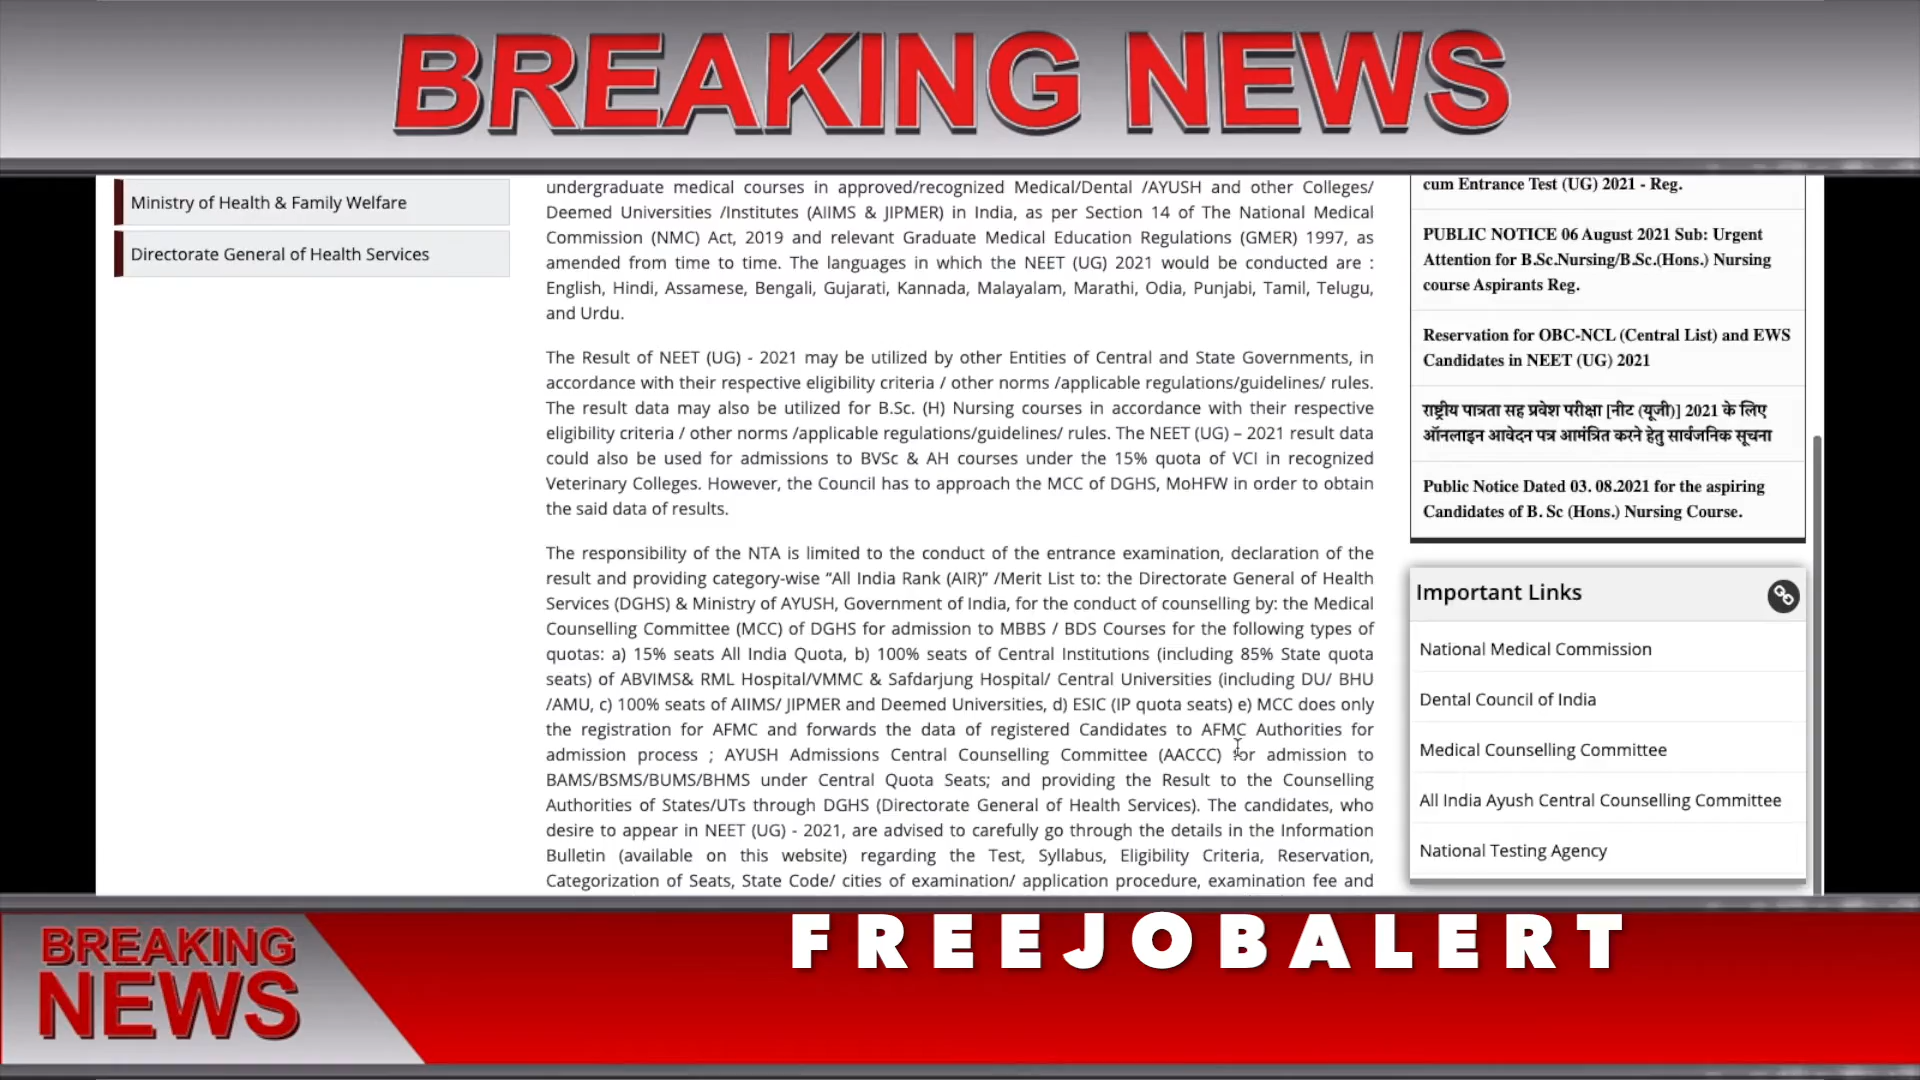 BREAKING NEWS
Ministry of Health & Family Welfare
Directorate General of Health Services
undergraduate medical courses in approved/recognized Medical/Dental /AYUSH and other Colleges/
Deemed Universities /Institutes (AIIMS & JIPMER) in India, as per Section 14 of The National Medical
Commission (NMC) Act, 2019 and relevant Graduate Medical Education Regulations (GMER) 1997, as
amended from time to time. The languages in which the NEET (UG) 2021 would be conducted are :
English, Hindi, Assamese, Bengali, Gujarati, Kannada, Malayalam, Marathi, Odia, Punjabi, Tamil, Telugu,
and Urdu.
The Result of NEET (UG) - 2021 may be utilized by other Entities of Central and State Governments, in
accordance with their respective eligibility criteria / other norms /applicable regulations/guidelines/ rules.
The result data may also be utilized for B.Sc. (H) Nursing courses in accordance with their respective
eligibility criteria / other norms /applicable regulations/guidelines/ rules. The NEET (UG) – 2021 result data
could also be used for admissions to BVSc & AH courses under the 15% quota of VCI in recognized
Veterinary Colleges. However, the Council has to approach the MCC of DGHS, MoHFW in order to obtain
the said data of results.
The responsibility of the NTA is limited to the conduct of the entrance examination, declaration of the
result and providing category-wise “All India Rank (AIR)” /Merit List to: the Directorate General of Health
Services (DGHS) & Ministry of AYUSH, Government of India, for the conduct of counselling by: the Medical
Counselling Committee (MCC) of DGHS for admission to MBBS / BDS Courses for the following types of
quotas: a) 15% seats All India Quota, b) 100% seats of Central Institutions (including 85% State quota
seats) of ABVIMS& RML Hospital/VMMC & Safdarjung Hospital/ Central Universities (including DU/ BHU
/AMU, c) 100% seats of AIIMS/ JIPMER and Deemed Universities, d) ESIC (IP quota seats) e) MCC does only
the registration for AFMC and forwards the data of registered Candidates to AFMC Authorities for
admission process ; AYUSH Admissions Central Counselling Committee (AACCC) for admission to
BAMS/BSMS/BUMS/BHMS under Central Quota Seats; and providing the Result to the Counselling
Authorities of States/UTs through DGHS (Directorate General of Health Services). The candidates, who
desire to appear in NEET (UG) - 2021, are advised to carefully go through the details in the Information
Bulletin (available on this website) regarding the Test, Syllabus, Eligibility Criteria, Reservation,
Categorization of Seats, State Code/ cities of examination/ application procedure, examination fee and
cum Entrance Test (UG) 2021 - Reg.
PUBLIC NOTICE 06 August 2021 Sub: Urgent
Attention for B.Sc.Nursing/B.Sc.(Hons.) Nursing
course Aspirants Reg.
Reservation for OBC-NCL (Central List) and EWS
Candidates in NEET (UG) 2021
राष्ट्रीय पात्रता सह प्रवेश परीक्षा [नीट (यूजी)] 2021 के लिए
ऑनलाइन आवेदन पत्र आमंत्रित करने हेतु सार्वजनिक सूचना
Public Notice Dated 03. 08.2021 for the aspiring
Candidates of B. Sc (Hons.) Nursing Course.
Important Links
National Medical Commission
Dental Council of India
Medical Counselling Committee
All India Ayush Central Counselling Committee
National Testing Agency
BREAKING
NEWS
FREEJOBALERT